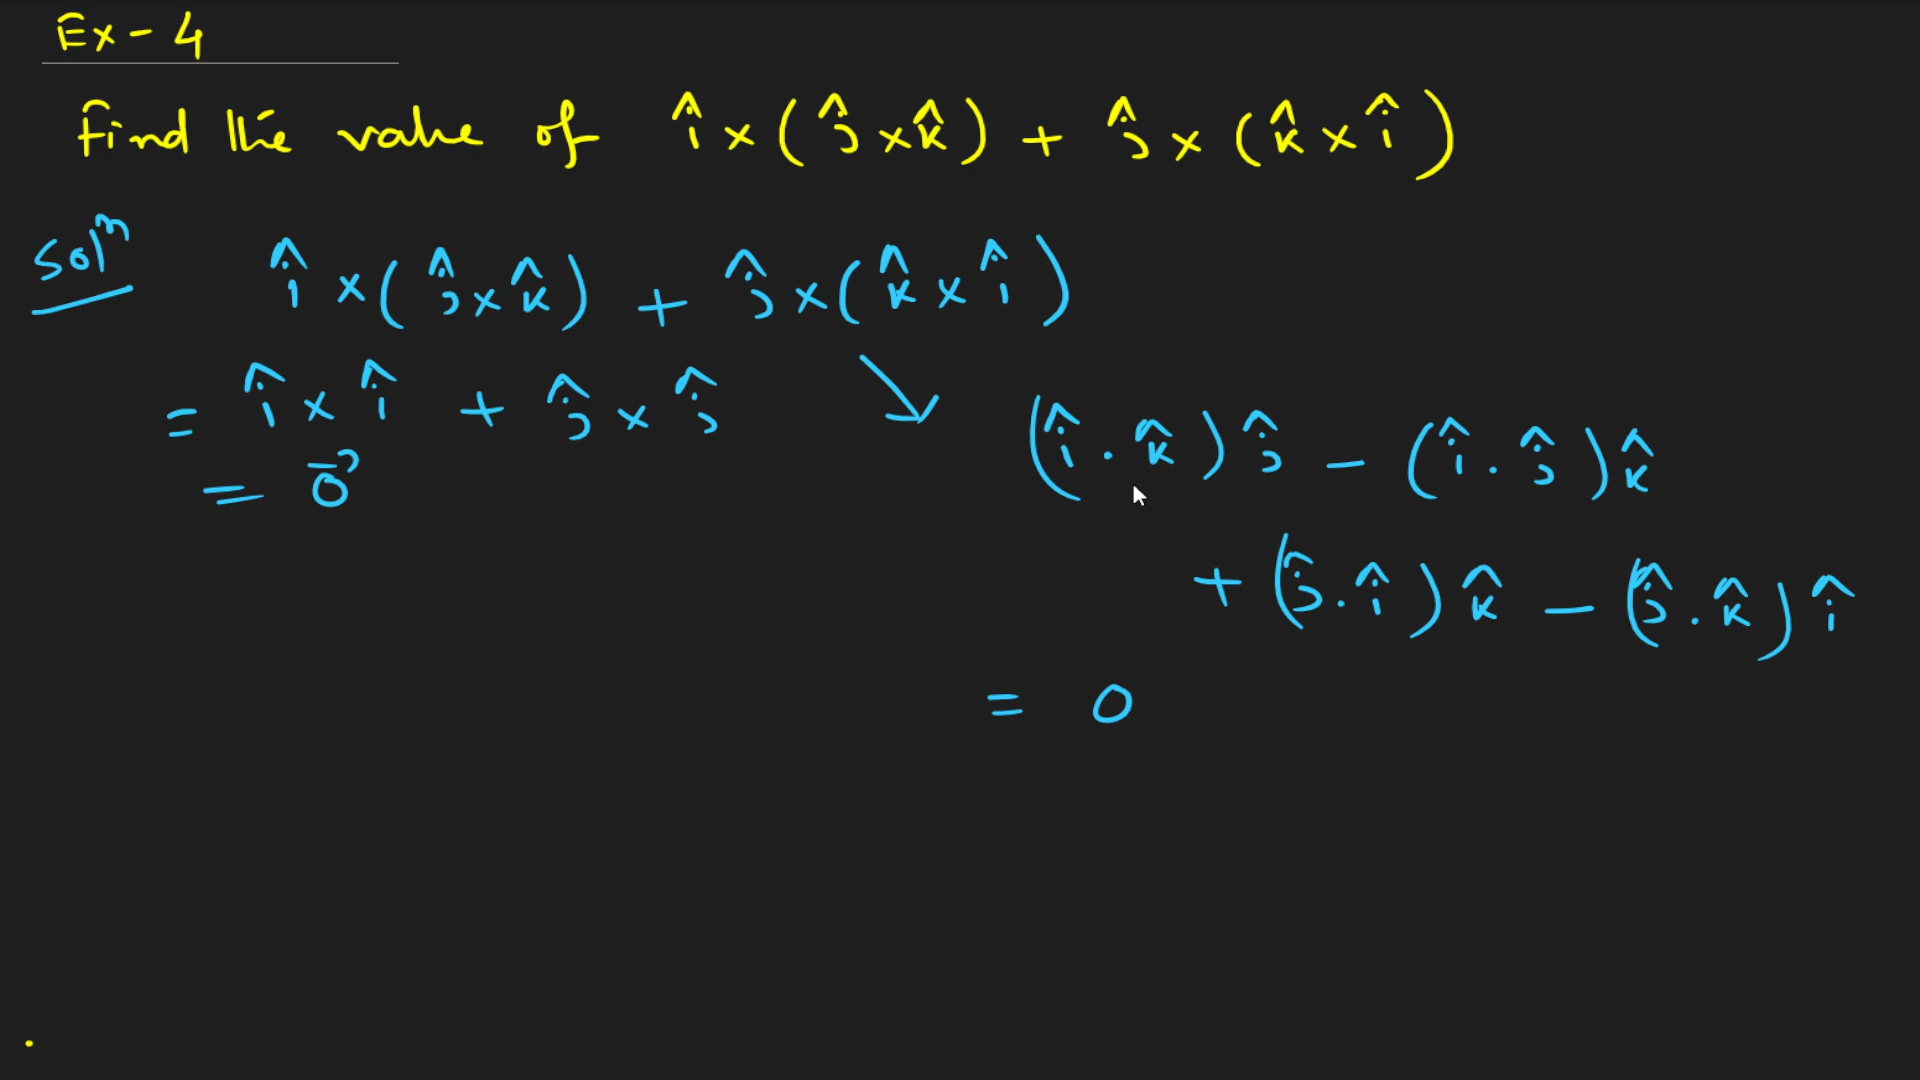 Ex - 4
Find the value of î × (ĵ × k̂) + ĵ × (k̂ × î)
Solⁿ î × (ĵ × k̂) + ĵ × (k̂ × î)
= î × î + ĵ × ĵ
= 0⃗
(î . k̂) ĵ − (î . ĵ) k̂
+ (ĵ . î) k̂ − (ĵ . k̂) î
= 0